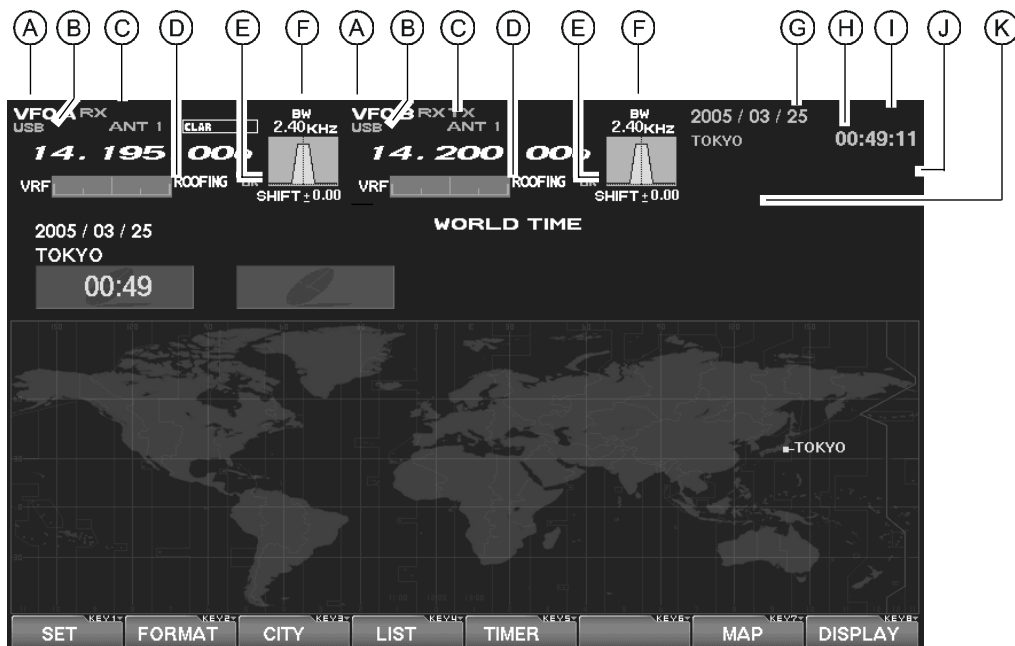 A B C D E F A B C D E F G H I J K
VFO-A RX
USB
ANT 1
CLAR
14. 195 000
VRF
ROOFING
BW
2.40KHz
SHIFT ± 0.00
VFO-B RX TX
USB
ANT 1
14. 200 000
VRF
ROOFING
BW
2.40KHz
SHIFT ± 0.00
2005 / 03 / 25
TOKYO
00:49:11
WORLD TIME
2005 / 03 / 25
TOKYO
00:49
TOKYO
KEY1 KEY2 KEY3 KEY4 KEY5 KEY6 KEY7 KEY8
SET FORMAT CITY LIST TIMER MAP DISPLAY